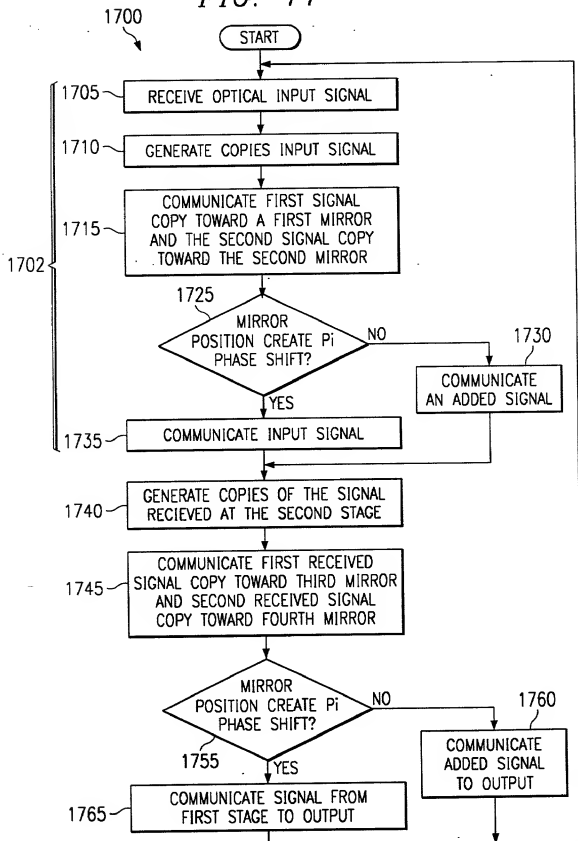 1700
START
1705
RECEIVE OPTICAL INPUT SIGNAL
1710
GENERATE COPIES INPUT SIGNAL
1715
COMMUNICATE FIRST SIGNAL
COPY TOWARD A FIRST MIRROR
AND THE SECOND SIGNAL COPY
TOWARD THE SECOND MIRROR
1702
1725
MIRROR
POSITION CREATE Pi
PHASE SHIFT?
NO
1730
COMMUNICATE
AN ADDED SIGNAL
YES
1735
COMMUNICATE INPUT SIGNAL
1740
GENERATE COPIES OF THE SIGNAL
RECIEVED AT THE SECOND STAGE
1745
COMMUNICATE FIRST RECEIVED
SIGNAL COPY TOWARD THIRD MIRROR
AND SECOND RECEIVED SIGNAL
COPY TOWARD FOURTH MIRROR
MIRROR
POSITION CREATE Pi
PHASE SHIFT?
1755
NO
1760
COMMUNICATE
ADDED SIGNAL
TO OUTPUT
YES
1765
COMMUNICATE SIGNAL FROM
FIRST STAGE TO OUTPUT